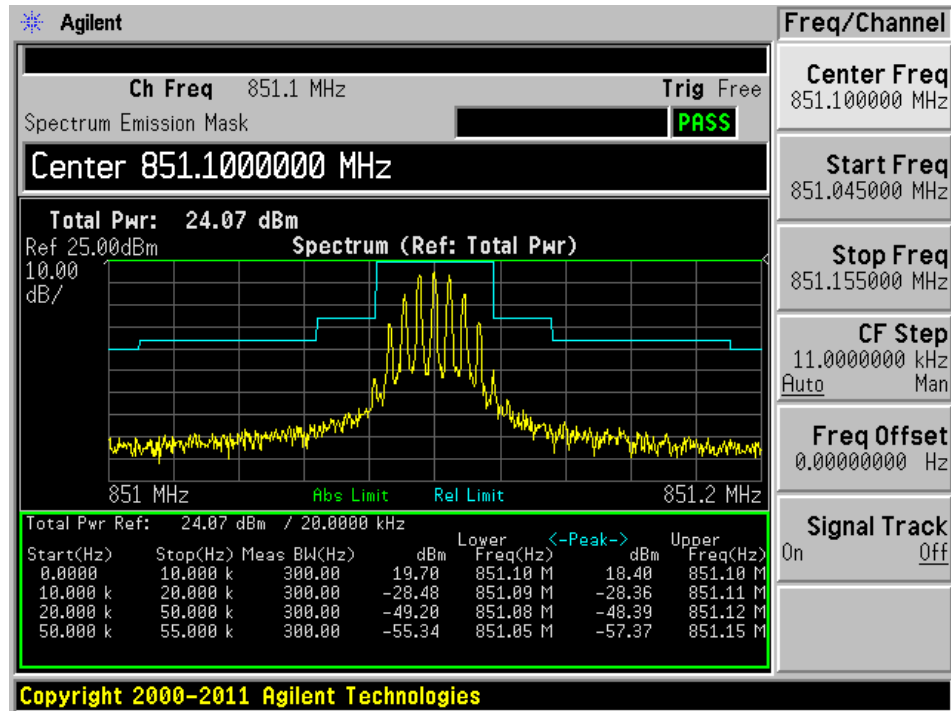 Agilent
Freq/Channel
Ch Freq 851.1 MHz Trig Free
Spectrum Emission Mask PASS
Center 851.1000000 MHz
Total Pwr: 24.07 dBm
Ref 25.00dBm Spectrum (Ref: Total Pwr)
10.00
dB/
851 MHz Abs Limit Rel Limit 851.2 MHz
Total Pwr Ref: 24.07 dBm / 20.0000 kHz
Lower <-Peak-> Upper
Start(Hz) Stop(Hz) Meas BW(Hz) dBm Freq(Hz) dBm Freq(Hz)
0.0000 10.000 k 300.00 19.70 851.10 M 18.40 851.10 M
10.000 k 20.000 k 300.00 -28.48 851.09 M -28.36 851.11 M
20.000 k 50.000 k 300.00 -49.20 851.08 M -48.39 851.12 M
50.000 k 55.000 k 300.00 -55.34 851.05 M -57.37 851.15 M
Center Freq
851.100000 MHz
Start Freq
851.045000 MHz
Stop Freq
851.155000 MHz
CF Step
11.0000000 kHz
Auto Man
Freq Offset
0.00000000 Hz
Signal Track
On Off
Copyright 2000-2011 Agilent Technologies